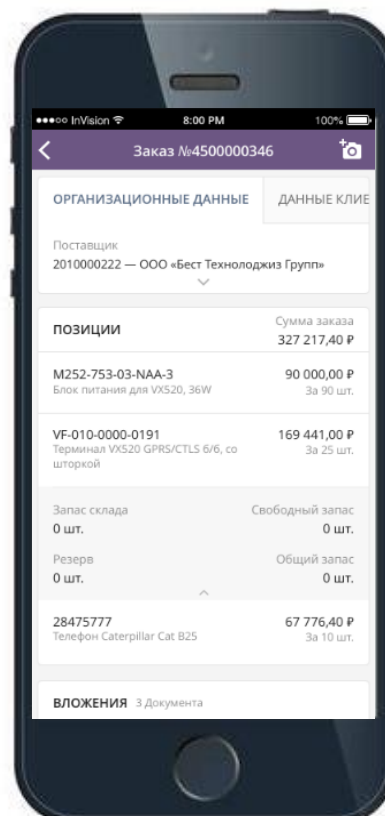 InVision
8:00 PM
100%
Заказ №4500000346
ОРГАНИЗАЦИОННЫЕ ДАННЫЕ
ДАННЫЕ КЛИЕ
Поставщик
2010000222 — ООО «Бест Технолоджиз Групп»
ПОЗИЦИИ
Сумма заказа
327 217,40 ₽
M252-753-03-NAA-3
90 000,00 ₽
Блок питания для VX520, 36W
За 90 шт.
VF-010-0000-0191
169 441,00 ₽
Терминал VX520 GPRS/CTLS 6/6, со
За 25 шт.
шторкой
Запас склада
Свободный запас
0 шт.
0 шт.
Резерв
Общий запас
0 шт.
0 шт.
28475777
67 776,40 ₽
Телефон Caterpillar Cat B25
За 10 шт.
ВЛОЖЕНИЯ 3 Документа